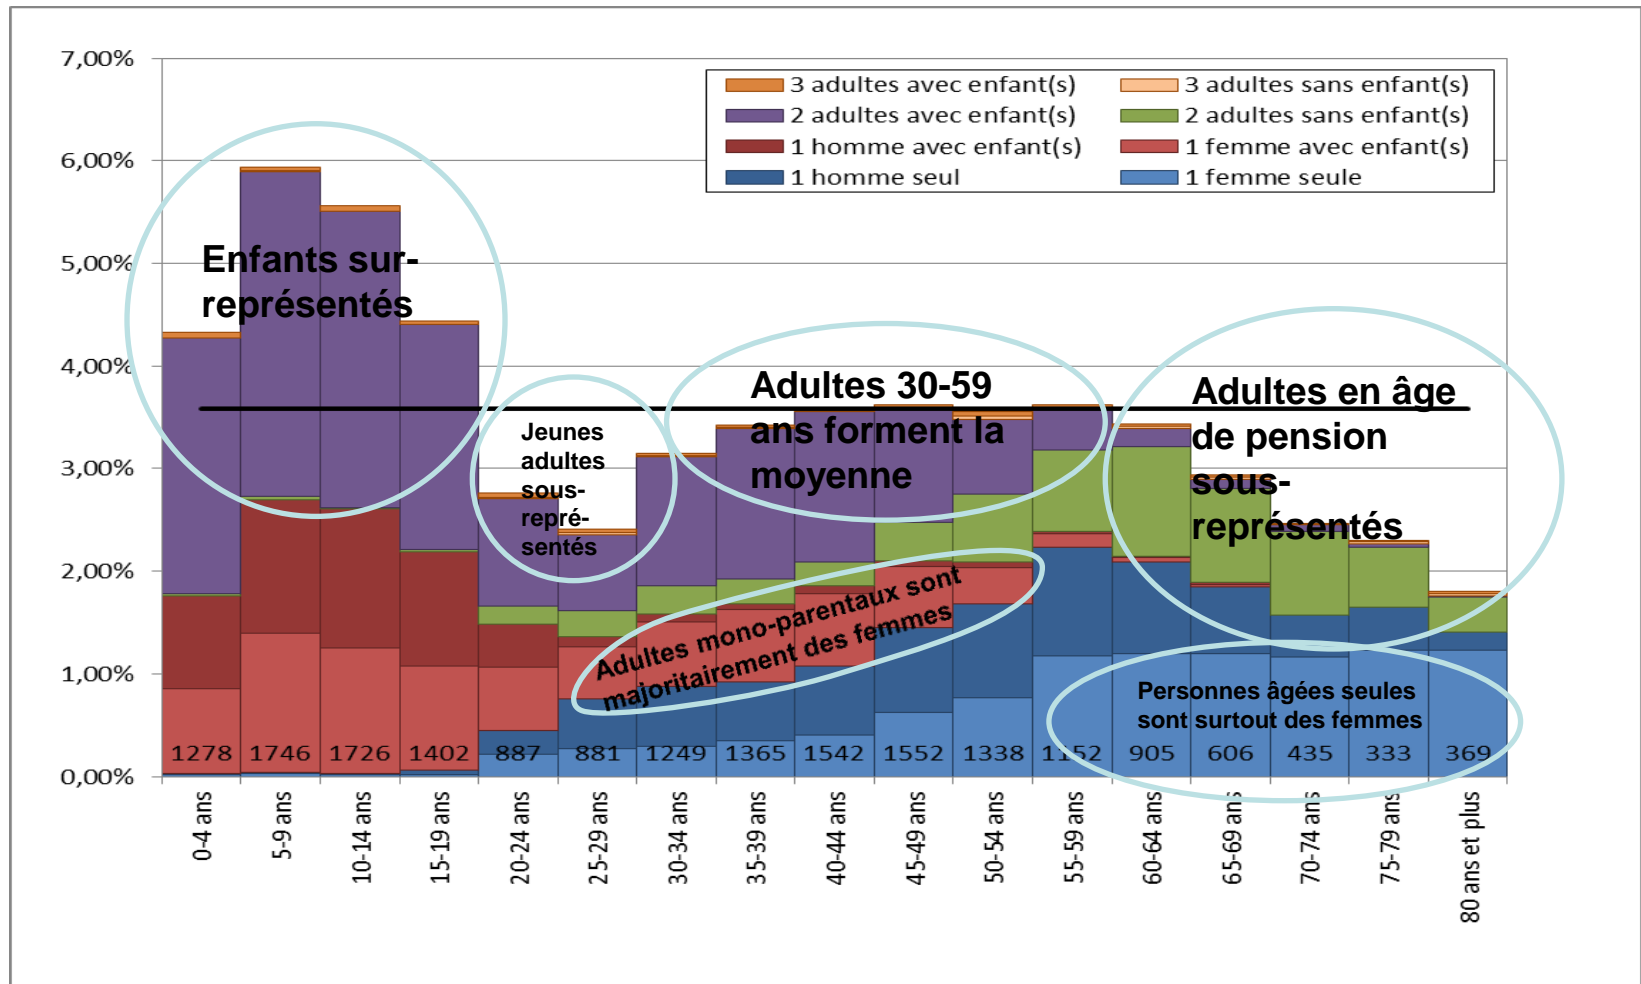 7,00%
6,00%
5,00%
4,00%
3,00%
2,00%
1,00%
0,00%
3 adultes avec enfant(s)
3 adultes sans enfant(s)
2 adultes avec enfant(s)
2 adultes sans enfant(s)
1 homme avec enfant(s)
1 femme avec enfant(s)
1 homme seul
1 femme seule
Enfants sur-
représentés
Jeunes
adultes
sous-
repré-
sentés
Adultes 30-59
ans forment la
moyenne
Adultes en âge
de pension
sous-
représentés
Adultes mono-parentaux sont
majoritairement des femmes
Personnes âgées seules
sont surtout des femmes
1278 1746 1726 1402 887 881 1249 1365 1542 1552 1338 1152 905 606 435 333 369
0-4 ans
5-9 ans
10-14 ans
15-19 ans
20-24 ans
25-29 ans
30-34 ans
35-39 ans
40-44 ans
45-49 ans
50-54 ans
55-59 ans
60-64 ans
65-69 ans
70-74 ans
75-79 ans
80 ans et plus